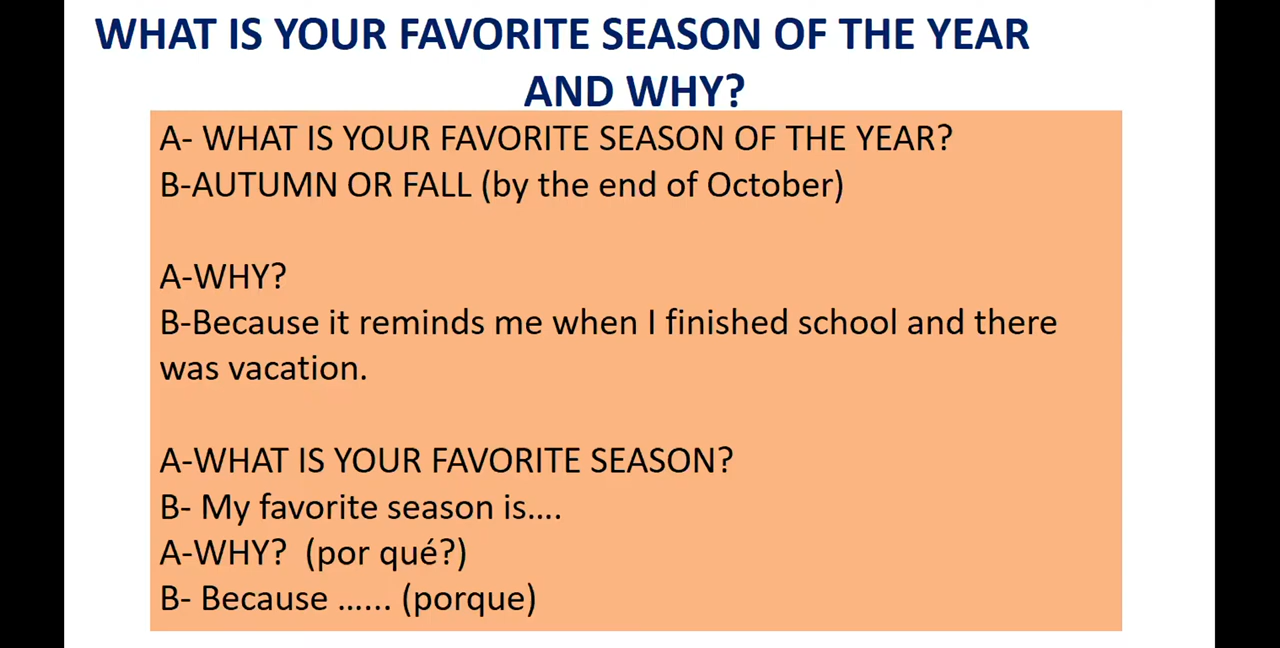 WHAT IS YOUR FAVORITE SEASON OF THE YEAR
AND WHY?
A- WHAT IS YOUR FAVORITE SEASON OF THE YEAR?
B-AUTUMN OR FALL (by the end of October)
A-WHY?
B-Because it reminds me when I finished school and there
was vacation.
A-WHAT IS YOUR FAVORITE SEASON?
B- My favorite season is....
A-WHY?  (por qué?)
B- Because ...... (porque)